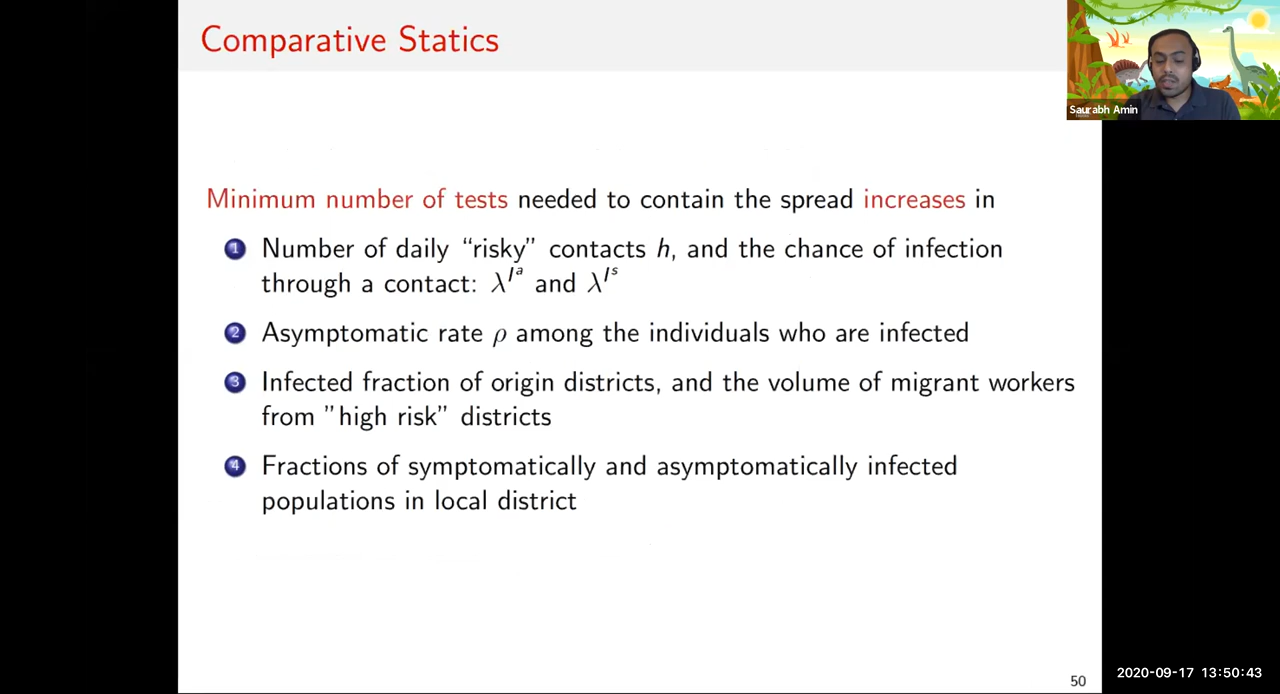 Comparative Statics
Saurabh Amin
Minimum number of tests needed to contain the spread increases in
1 Number of daily “risky” contacts h, and the chance of infection
through a contact: λ^{I^a} and λ^{I^s}
2 Asymptomatic rate ρ among the individuals who are infected
3 Infected fraction of origin districts, and the volume of migrant workers
from ”high risk” districts
4 Fractions of symptomatically and asymptomatically infected
populations in local district
50
2020-09-17 13:50:43